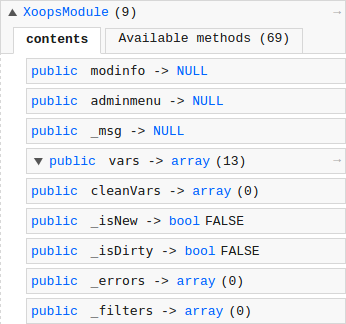 XoopsModule (9) →
contents Available methods (69)
public modinfo -> NULL
public adminmenu -> NULL
public _msg -> NULL
public vars -> array (13) →
public cleanVars -> array (0)
public _isNew -> bool FALSE
public _isDirty -> bool FALSE
public _errors -> array (0)
public _filters -> array (0)